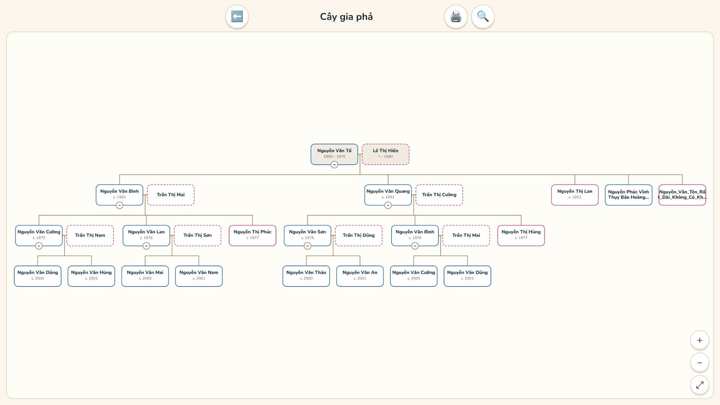 Cây gia phả
Nguyễn Văn Tổ
Lê Thị Hiền
Nguyễn Văn Bình
Trần Thị Mai
Nguyễn Văn Quang
Trần Thị Cường
Nguyễn Thị Lan
Nguyễn Phúc Vĩnh
Thụy Bảo Hoàng...
Nguyễn_Văn_Tên_Rấ
t_Dài_Không_Có_Kh...
Nguyễn Văn Cường
Trần Thị Nam
Nguyễn Văn Lan
Trần Thị Sơn
Nguyễn Thị Phúc
Nguyễn Văn Sơn
Trần Thị Dũng
Nguyễn Văn Bình
Trần Thị Mai
Nguyễn Thị Hùng
Nguyễn Văn Dũng
Nguyễn Văn Hùng
Nguyễn Văn Mai
Nguyễn Văn Nam
Nguyễn Văn Thảo
Nguyễn Văn An
Nguyễn Văn Cường
Nguyễn Văn Dũng